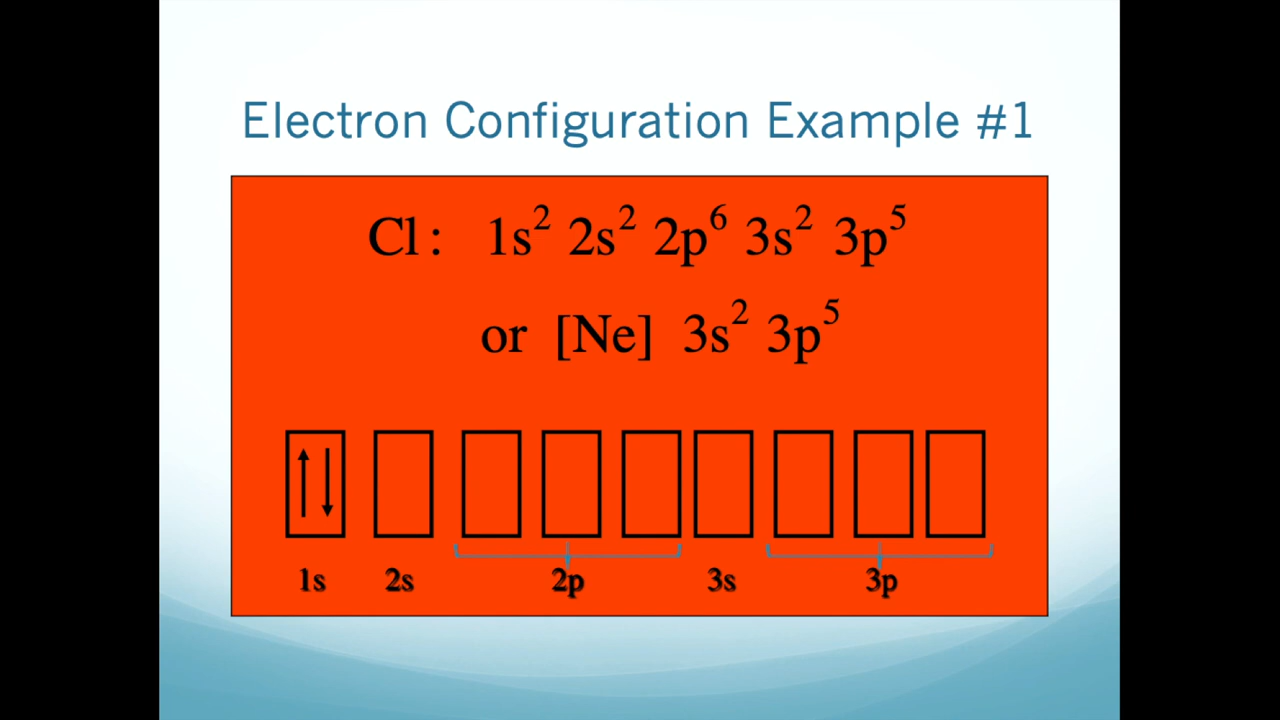 Electron Configuration Example #1
Cl: 1s² 2s² 2p⁶ 3s² 3p⁵
or [Ne] 3s² 3p⁵
1s 2s 2p 3s 3p